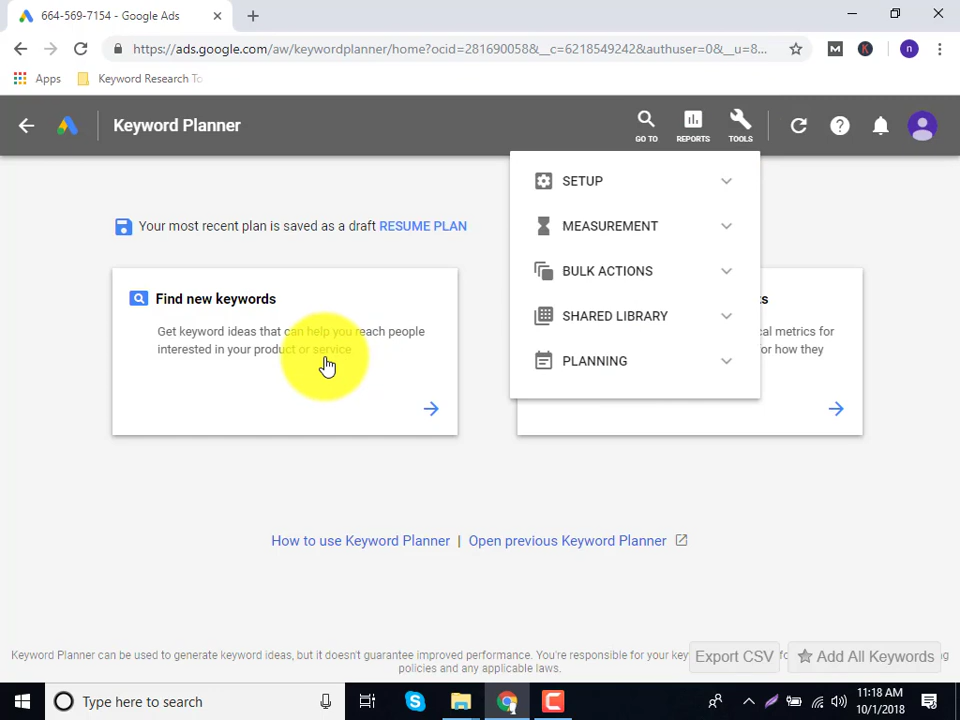 664-569-7154 - Google Ads
https://ads.google.com/aw/keywordplanner/home?ocid=281690058&__c=6218549242&authuser=0&__u=8...
M
K
n
Apps
Keyword Research To
Keyword Planner
GO TO
REPORTS
TOOLS
SETUP
MEASUREMENT
BULK ACTIONS
SHARED LIBRARY
PLANNING
Your most recent plan is saved as a draft RESUME PLAN
Find new keywords
Get keyword ideas that can help you reach people
interested in your product or service
ts
cal metrics for
for how they
How to use Keyword Planner | Open previous Keyword Planner
Keyword Planner can be used to generate keyword ideas, but it doesn't guarantee improved performance. You're responsible for your key
policies and any applicable laws.
Export CSV
Add All Keywords
ng
Type here to search
11:18 AM
10/1/2018